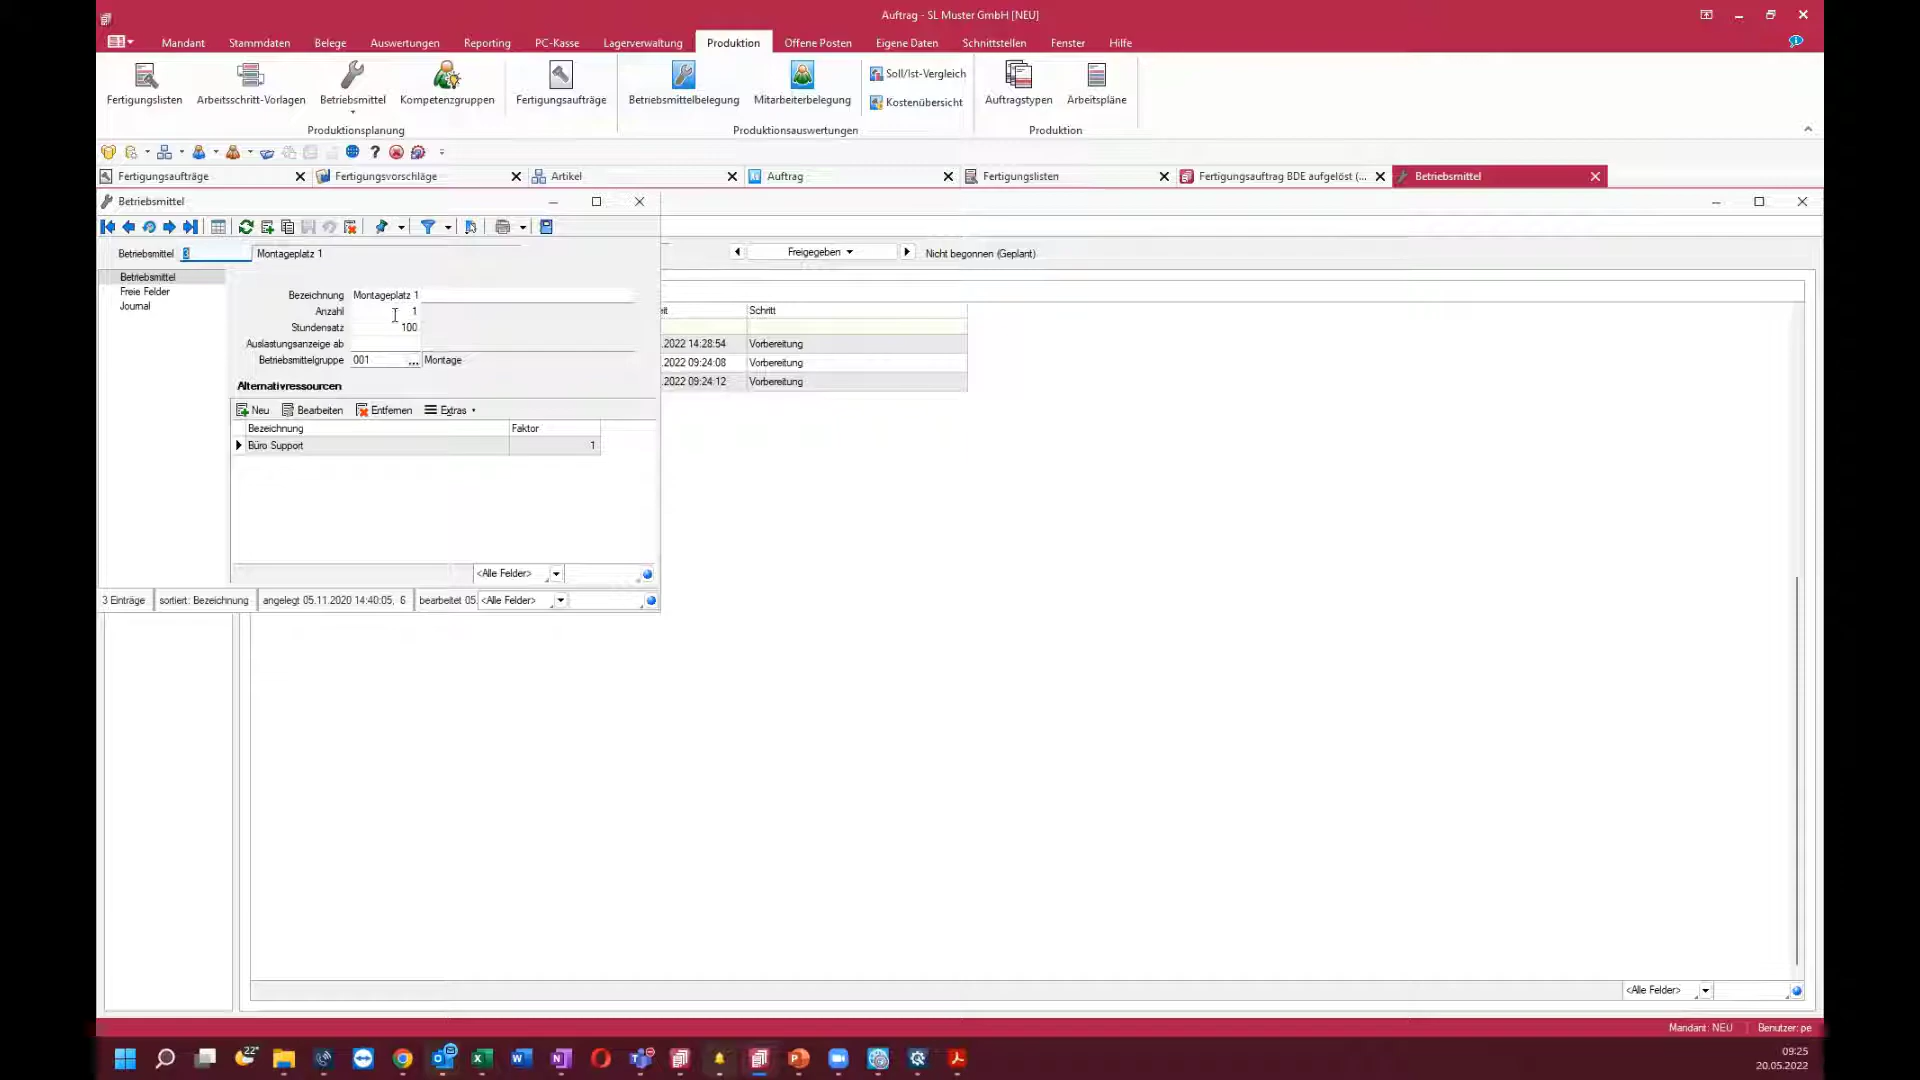 Auftrag - SL Muster GmbH [NEU]
Mandant Stammdaten Belege Auswertungen Reporting PC-Kasse Lagerverwaltung Produktion Offene Posten Eigene Daten Schnittstellen Fenster Hilfe
Soll/Ist-Vergleich
Fertigungslisten Arbeitsschritt-Vorlagen Betriebsmittel Kompetenzgruppen Fertigungsaufträge Betriebsmittelbelegung Mitarbeiterbelegung Kostenübersicht Auftragstypen Arbeitspläne
Produktionsplanung Produktionsauswertungen Produktion
Fertigungsaufträge Fertigungsvorschläge Artikel Auftrag Fertigungslisten Fertigungsauftrag BDE aufgelöst (... Betriebsmittel
Betriebsmittel
Betriebsmittel 3 Montageplatz 1 Freigegeben Nicht begonnen (Geplant)
Betriebsmittel
Freie Felder
Journal
Bezeichnung Montageplatz 1
Anzahl 1
Stundensatz 100
Auslastungsanzeige ab
Betriebsmittelgruppe 001 ... Montage
Alternativressourcen
Neu Bearbeiten Entfernen Extras
Bezeichnung Faktor
Büro Support 1
<Alle Felder>
3 Einträge sortiert: Bezeichnung angelegt 05.11.2020 14:40:05, 6 bearbeitet 05. <Alle Felder>
eit Schritt
.2022 14:28:54 Vorbereitung
.2022 09:24:08 Vorbereitung
.2022 09:24:12 Vorbereitung
<Alle Felder>
Mandant: NEU Benutzer: pe
22°
09:25
20.05.2022